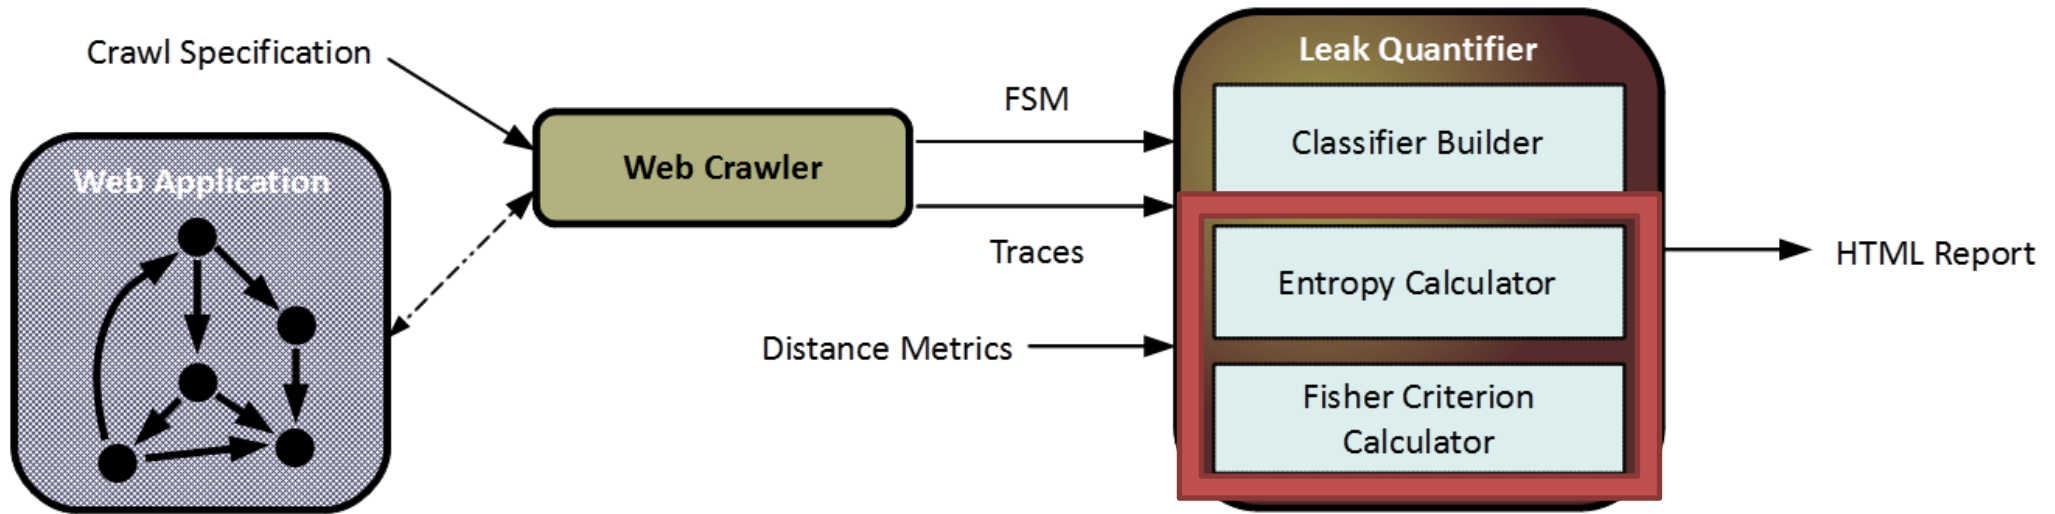 Crawl Specification
Web Application
Web Crawler
FSM
Traces
Distance Metrics
Leak Quantifier
Classifier Builder
Entropy Calculator
Fisher Criterion
Calculator
HTML Report